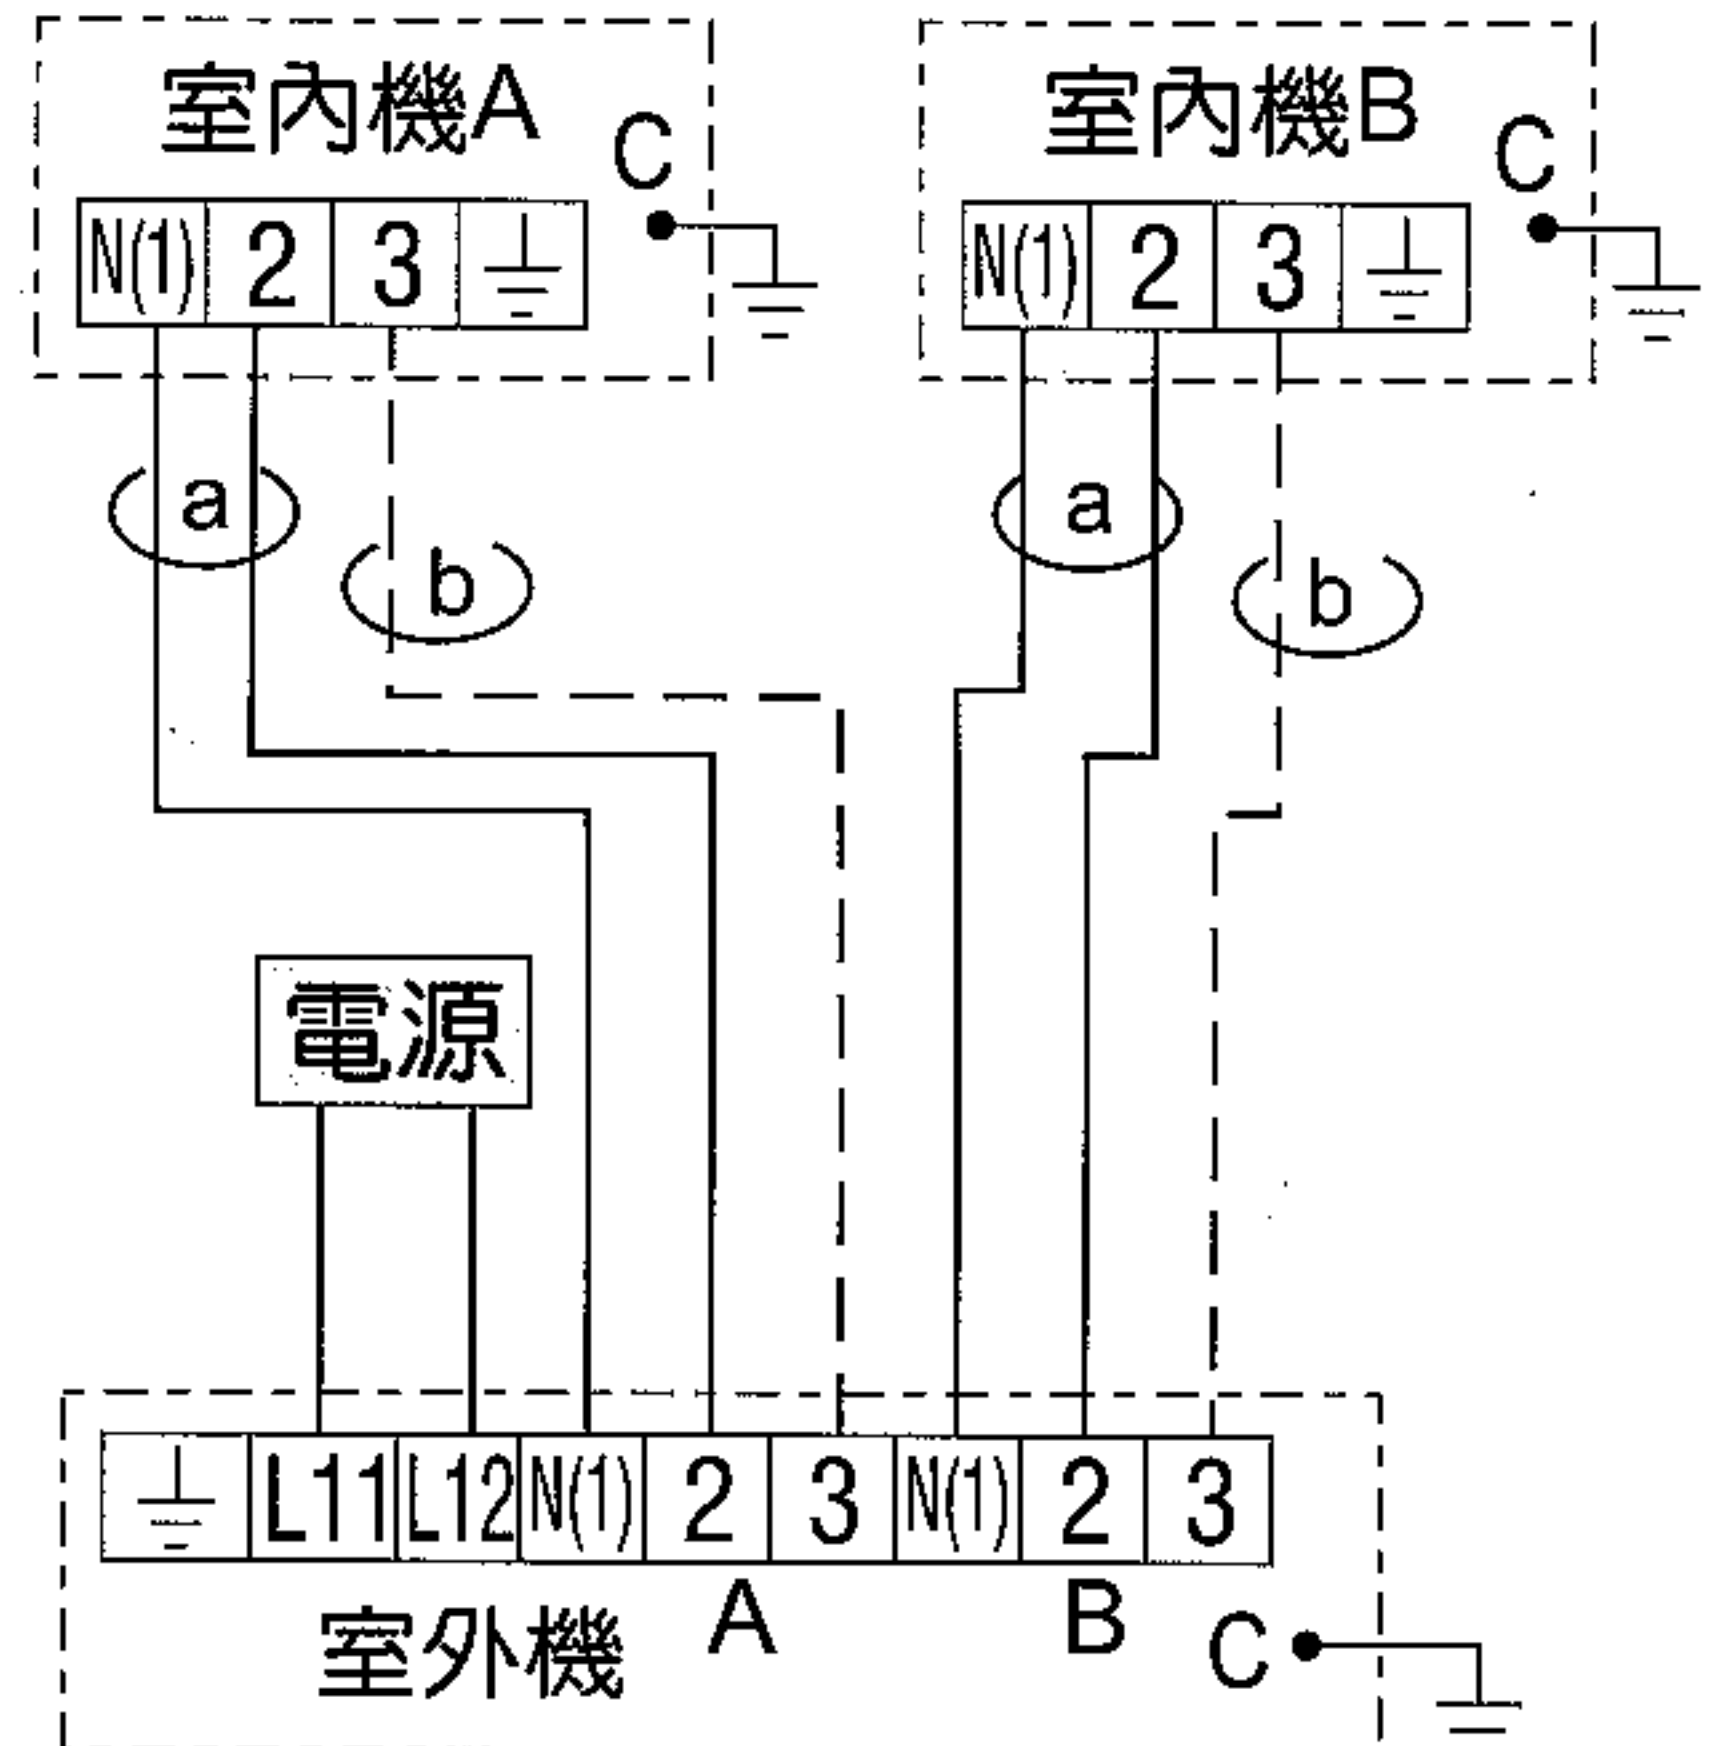 室內機A C
N(1) 2 3
室內機B C
N(1) 2 3
a
b
a
b
電源
L11 L12 N(1) 2 3 N(1) 2 3
A B
室外機 C